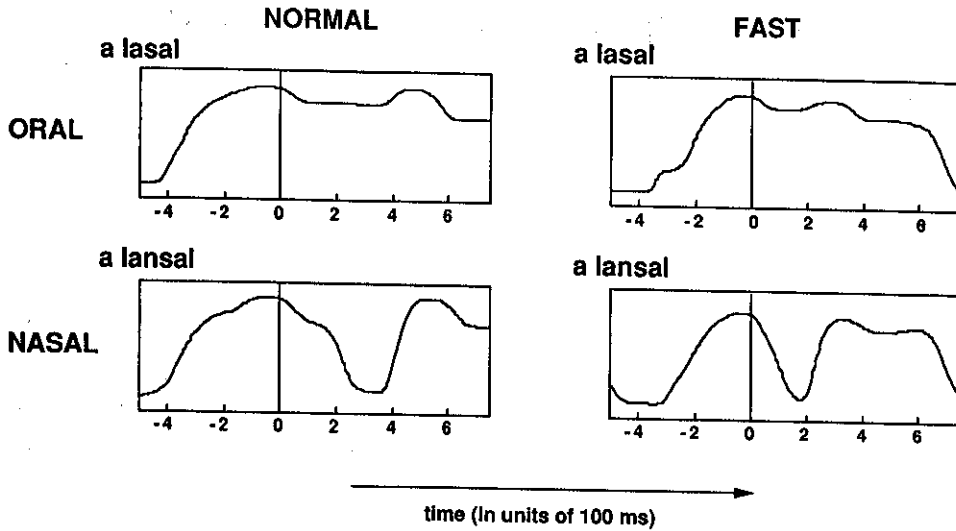 NORMAL
FAST
a lasal
a lasal
ORAL
-4 -2 0 2 4 6
-4 -2 0 2 4 6
a lansal
a lansal
NASAL
-4 -2 0 2 4 6
-4 -2 0 2 4 6
time (in units of 100 ms)